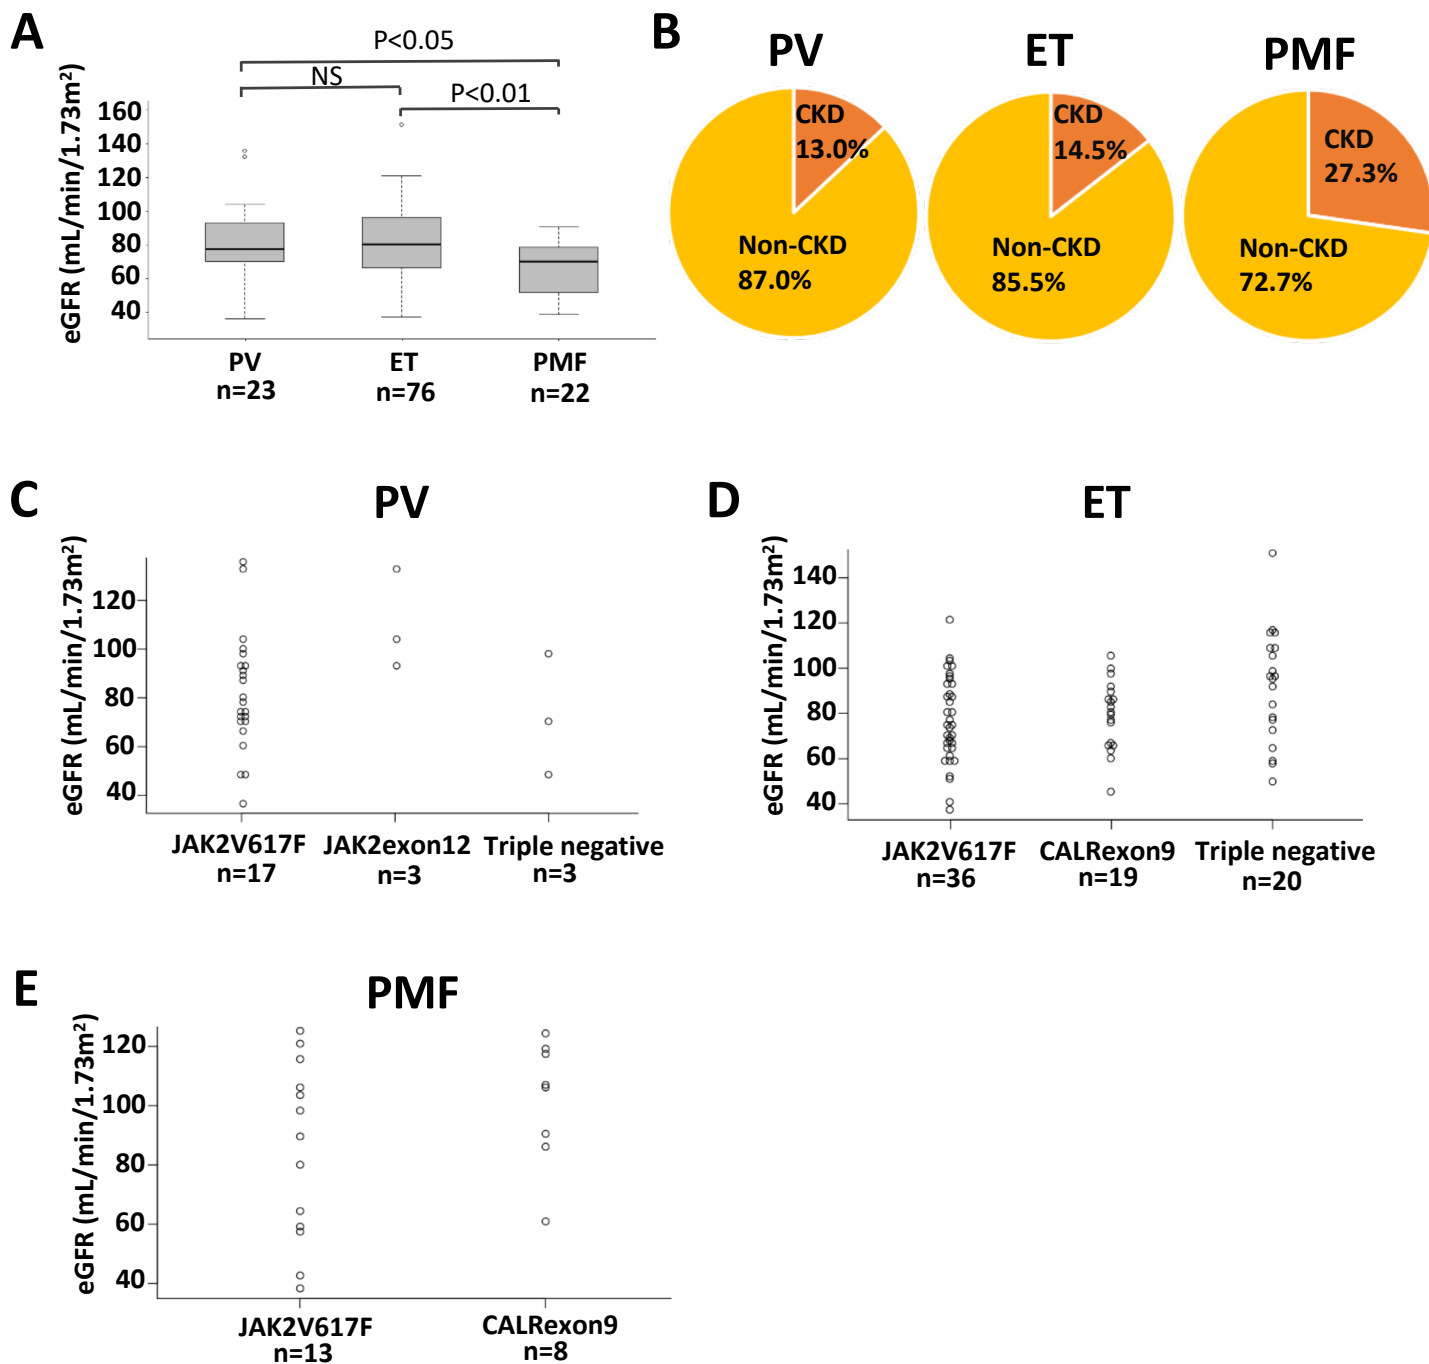 A
P<0.05
NS
P<0.01
eGFR (mL/min/1.73m²)
160
140
120
100
80
60
40
PV
ET
PMF
n=23
n=76
n=22
B
PV
ET
PMF
CKD
13.0%
Non-CKD
87.0%
CKD
14.5%
Non-CKD
85.5%
CKD
27.3%
Non-CKD
72.7%
C
PV
eGFR (mL/min/1.73m²)
120
100
80
60
40
JAK2V617F
n=17
JAK2exon12
n=3
Triple negative
n=3
D
ET
eGFR (mL/min/1.73m²)
140
120
100
80
60
40
JAK2V617F
n=36
CALRexon9
n=19
Triple negative
n=20
E
PMF
eGFR (mL/min/1.73m²)
120
100
80
60
40
JAK2V617F
n=13
CALRexon9
n=8